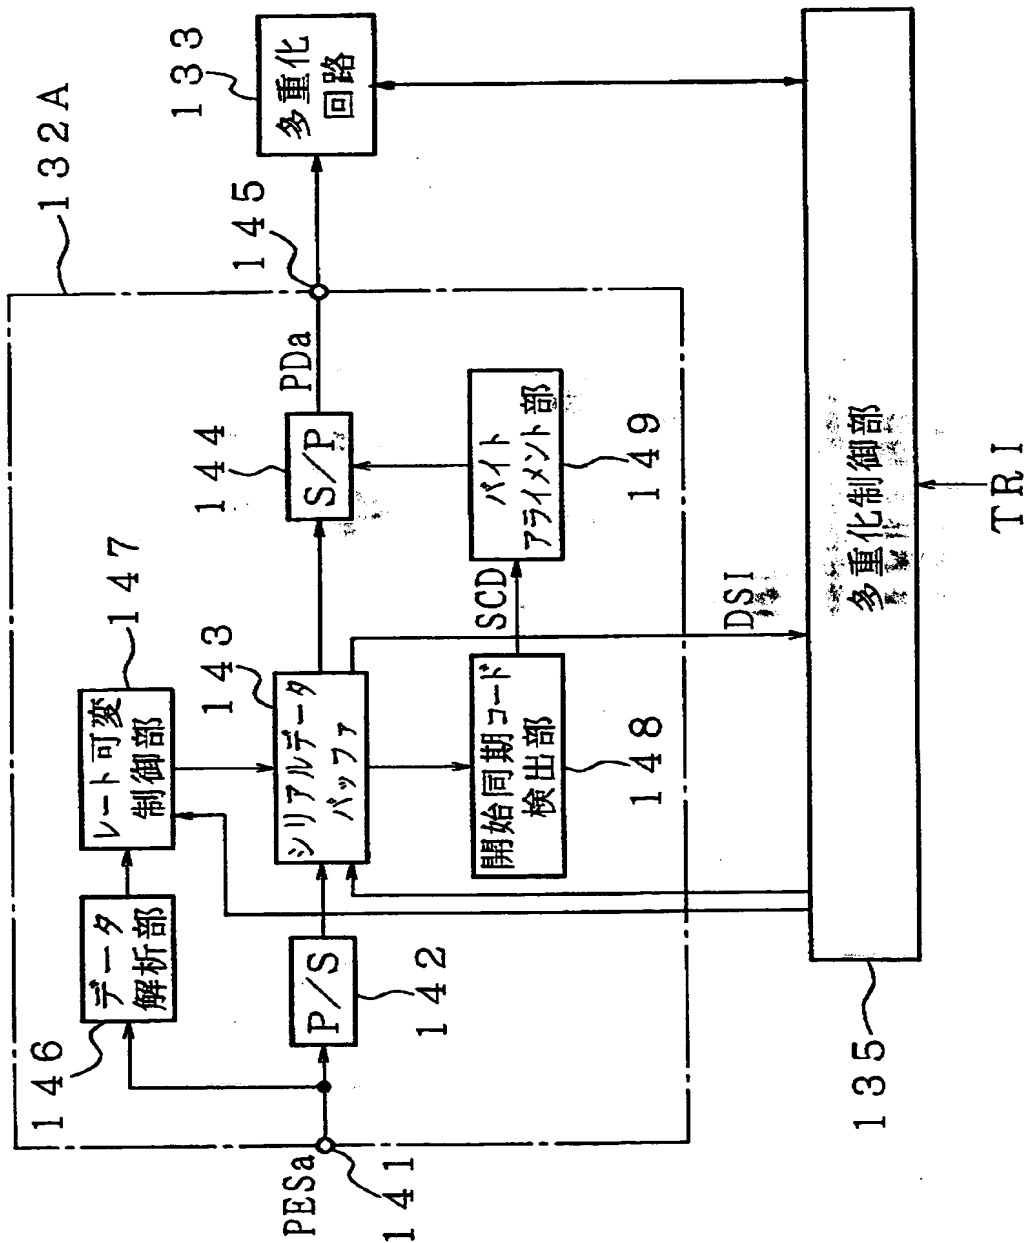 132A
146
データ
解析部
147
レート可変
制御部
PESa
141
P/S
142
シリアルデータ
バッファ
143
S/P
144
PDa
145
多重化
回路
133
開始同期コード
検出部
148
SCD
バイト
アライメント部
149
DSI
多重化制御部
135
TRI